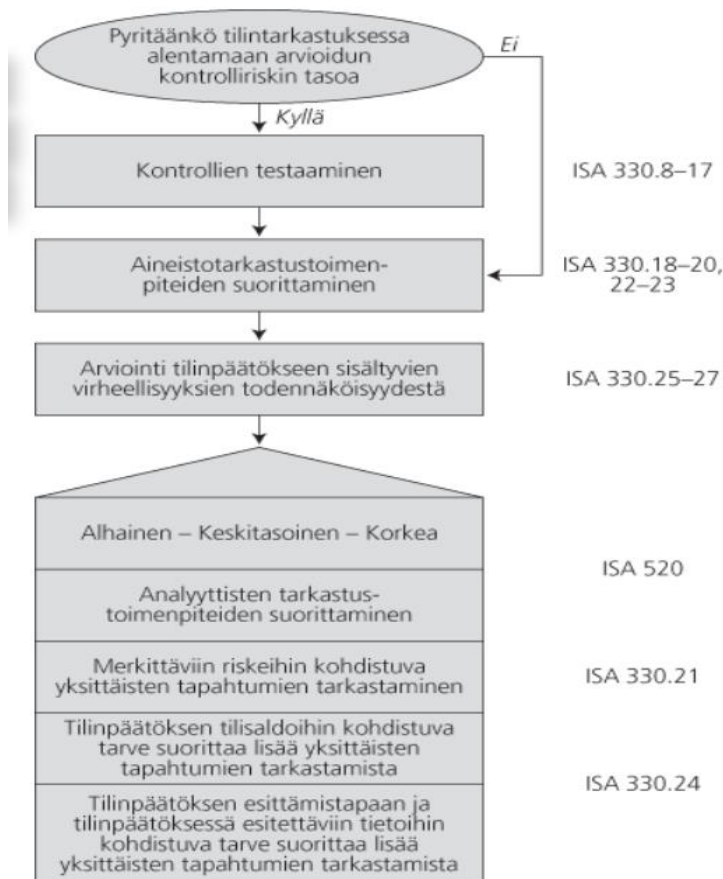 Pyritäänkö tilintarkastuksessa
alentamaan arvioidun
kontrolliriskin tasoa
Ei
Kyllä
Kontrollien testaaminen
ISA 330.8–17
Aineistotarkastustoimen-
piteiden suorittaminen
ISA 330.18–20,
22–23
Arviointi tilinpäätökseen sisältyvien
virheellisyyksien todennäköisyydestä
ISA 330.25–27
Alhainen – Keskitasoinen – Korkea
ISA 520
Analyyttisten tarkastus-
toimenpiteiden suorittaminen
Merkittäviin riskeihin kohdistuva
yksittäisten tapahtumien tarkastaminen
ISA 330.21
Tilinpäätöksen tilisaldoihin kohdistuva
tarve suorittaa lisää yksittäisten
tapahtumien tarkastamista
ISA 330.24
Tilinpäätöksen esittämistapaan ja
tilinpäätöksessä esitettäviin tietoihin
kohdistuva tarve suorittaa lisää
yksittäisten tapahtumien tarkastamista